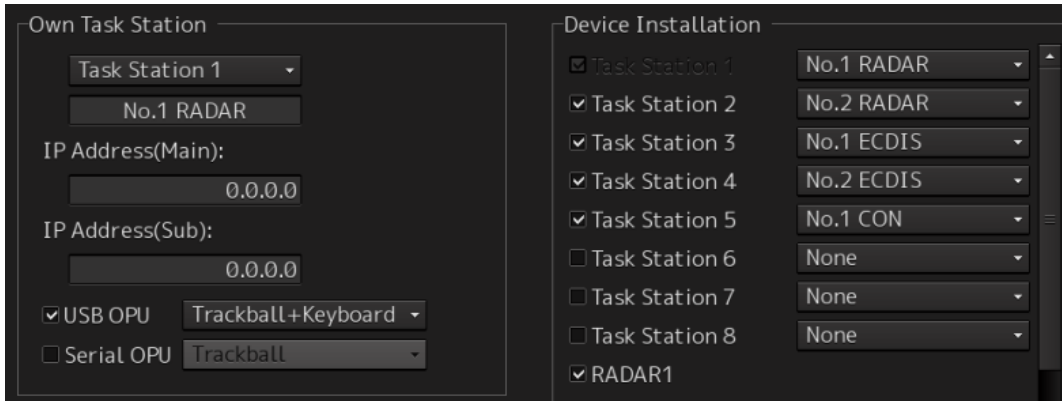 Own Task Station
Task Station 1
No.1 RADAR
IP Address(Main):
0.0.0.0
IP Address(Sub):
0.0.0.0
USB OPU Trackball+Keyboard
Serial OPU Trackball
Device Installation
Task Station 1 No.1 RADAR
Task Station 2 No.2 RADAR
Task Station 3 No.1 ECDIS
Task Station 4 No.2 ECDIS
Task Station 5 No.1 CON
Task Station 6 None
Task Station 7 None
Task Station 8 None
RADAR1